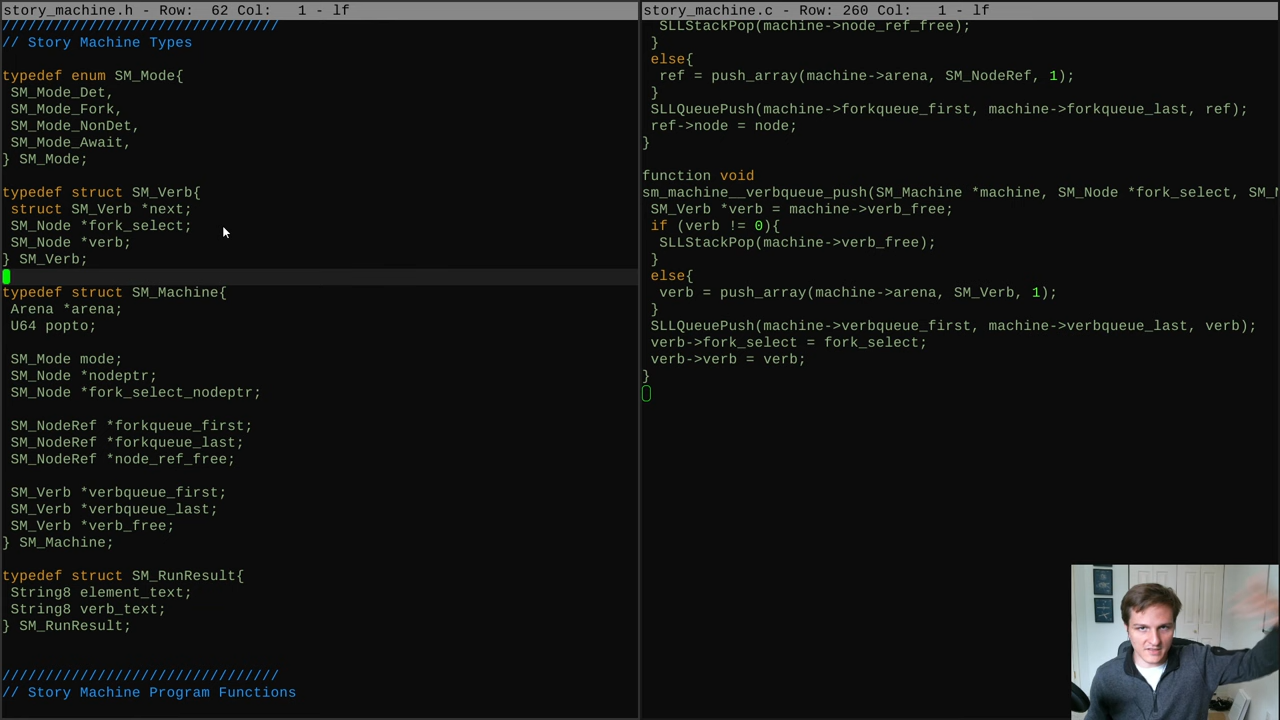 story_machine.h - Row:  62 Col:   1 - lf
////////////////////////////////
// Story Machine Types
typedef enum SM_Mode{
SM_Mode_Det,
SM_Mode_Fork,
SM_Mode_NonDet,
SM_Mode_Await,
} SM_Mode;
typedef struct SM_Verb{
struct SM_Verb *next;
SM_Node *fork_select;
SM_Node *verb;
} SM_Verb;
typedef struct SM_Machine{
Arena *arena;
U64 popto;
SM_Mode mode;
SM_Node *nodeptr;
SM_Node *fork_select_nodeptr;
SM_NodeRef *forkqueue_first;
SM_NodeRef *forkqueue_last;
SM_NodeRef *node_ref_free;
SM_Verb *verbqueue_first;
SM_Verb *verbqueue_last;
SM_Verb *verb_free;
} SM_Machine;
typedef struct SM_RunResult{
String8 element_text;
String8 verb_text;
} SM_RunResult;
////////////////////////////////
// Story Machine Program Functions
story_machine.c - Row: 260 Col:   1 - lf
SLLStackPop(machine->node_ref_free);
}
else{
ref = push_array(machine->arena, SM_NodeRef, 1);
}
SLLQueuePush(machine->forkqueue_first, machine->forkqueue_last, ref);
ref->node = node;
}
function void
sm_machine__verbqueue_push(SM_Machine *machine, SM_Node *fork_select, SM_N
SM_Verb *verb = machine->verb_free;
if (verb != 0){
SLLStackPop(machine->verb_free);
}
else{
verb = push_array(machine->arena, SM_Verb, 1);
}
SLLQueuePush(machine->verbqueue_first, machine->verbqueue_last, verb);
verb->fork_select = fork_select;
verb->verb = verb;
}